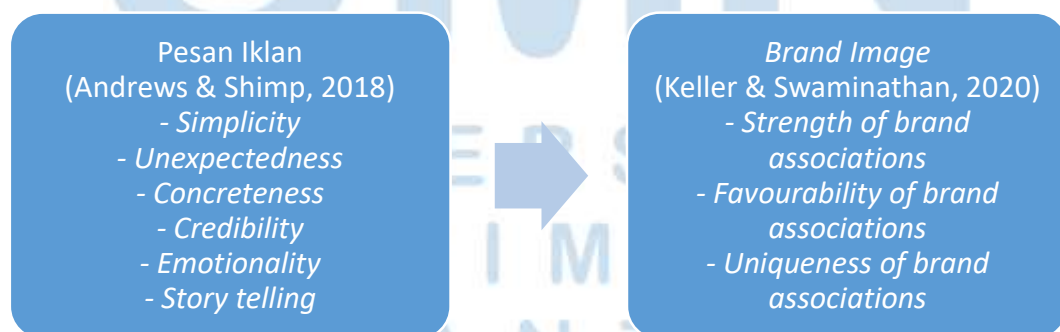 Pesan Iklan
(Andrews & Shimp, 2018)
- Simplicity
- Unexpectedness
- Concreteness
- Credibility
- Emotionality
- Story telling
Brand Image
(Keller & Swaminathan, 2020)
- Strength of brand
associations
- Favourability of brand
associations
- Uniqueness of brand
associations